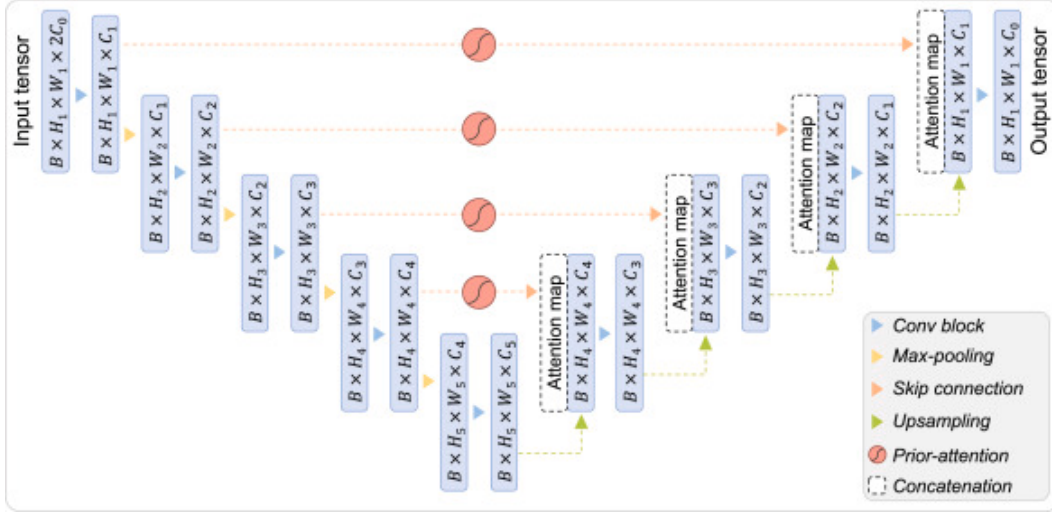 Input tensor
B × H₁ × W₁ × 2C₀
B × H₁ × W₁ × C₁
B × H₂ × W₂ × C₁
B × H₂ × W₂ × C₂
B × H₃ × W₃ × C₂
B × H₃ × W₃ × C₃
B × H₄ × W₄ × C₃
B × H₄ × W₄ × C₄
B × H₅ × W₅ × C₄
B × H₅ × W₅ × C₅
Attention map
B × H₄ × W₄ × C₄
B × H₄ × W₄ × C₃
Attention map
B × H₃ × W₃ × C₃
B × H₃ × W₃ × C₂
Attention map
B × H₂ × W₂ × C₂
B × H₂ × W₂ × C₁
Attention map
B × H₁ × W₁ × C₁
B × H₁ × W₁ × C₀
Output tensor
Conv block
Max-pooling
Skip connection
Upsampling
Prior-attention
Concatenation